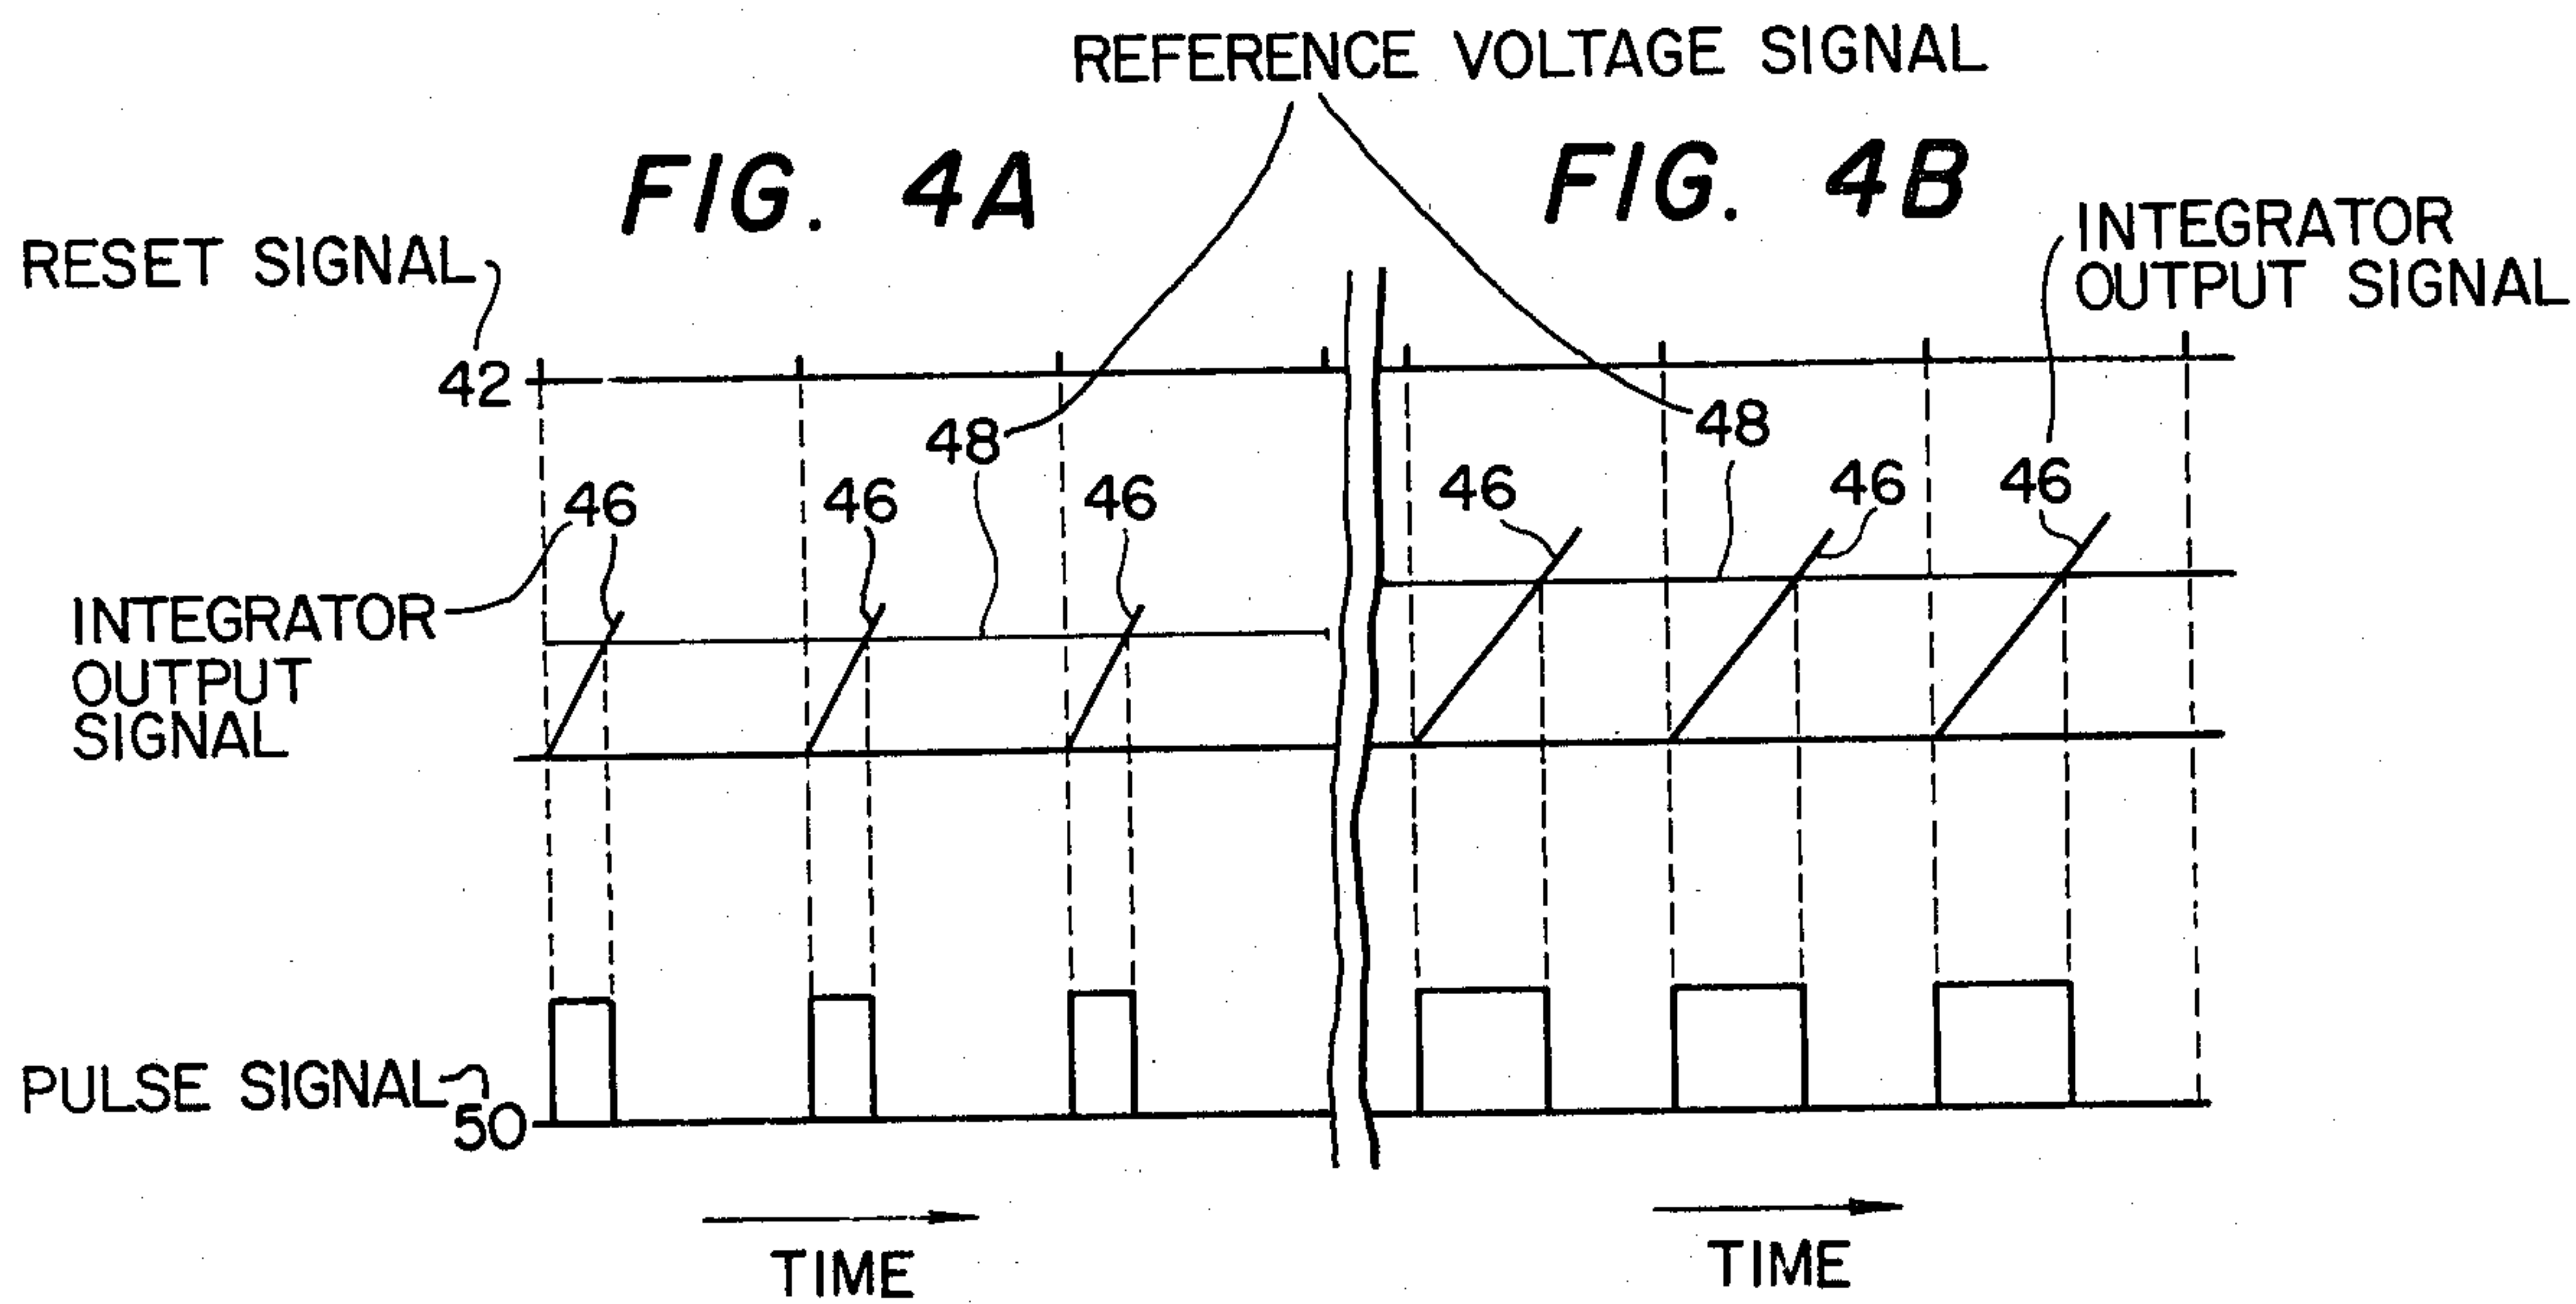 REFERENCE VOLTAGE SIGNAL
FIG. 4A
FIG. 4B
RESET SIGNAL
INTEGRATOR
OUTPUT SIGNAL
42
48
48
46
46
46
46
46
46
INTEGRATOR
OUTPUT
SIGNAL
PULSE SIGNAL
50
TIME
TIME